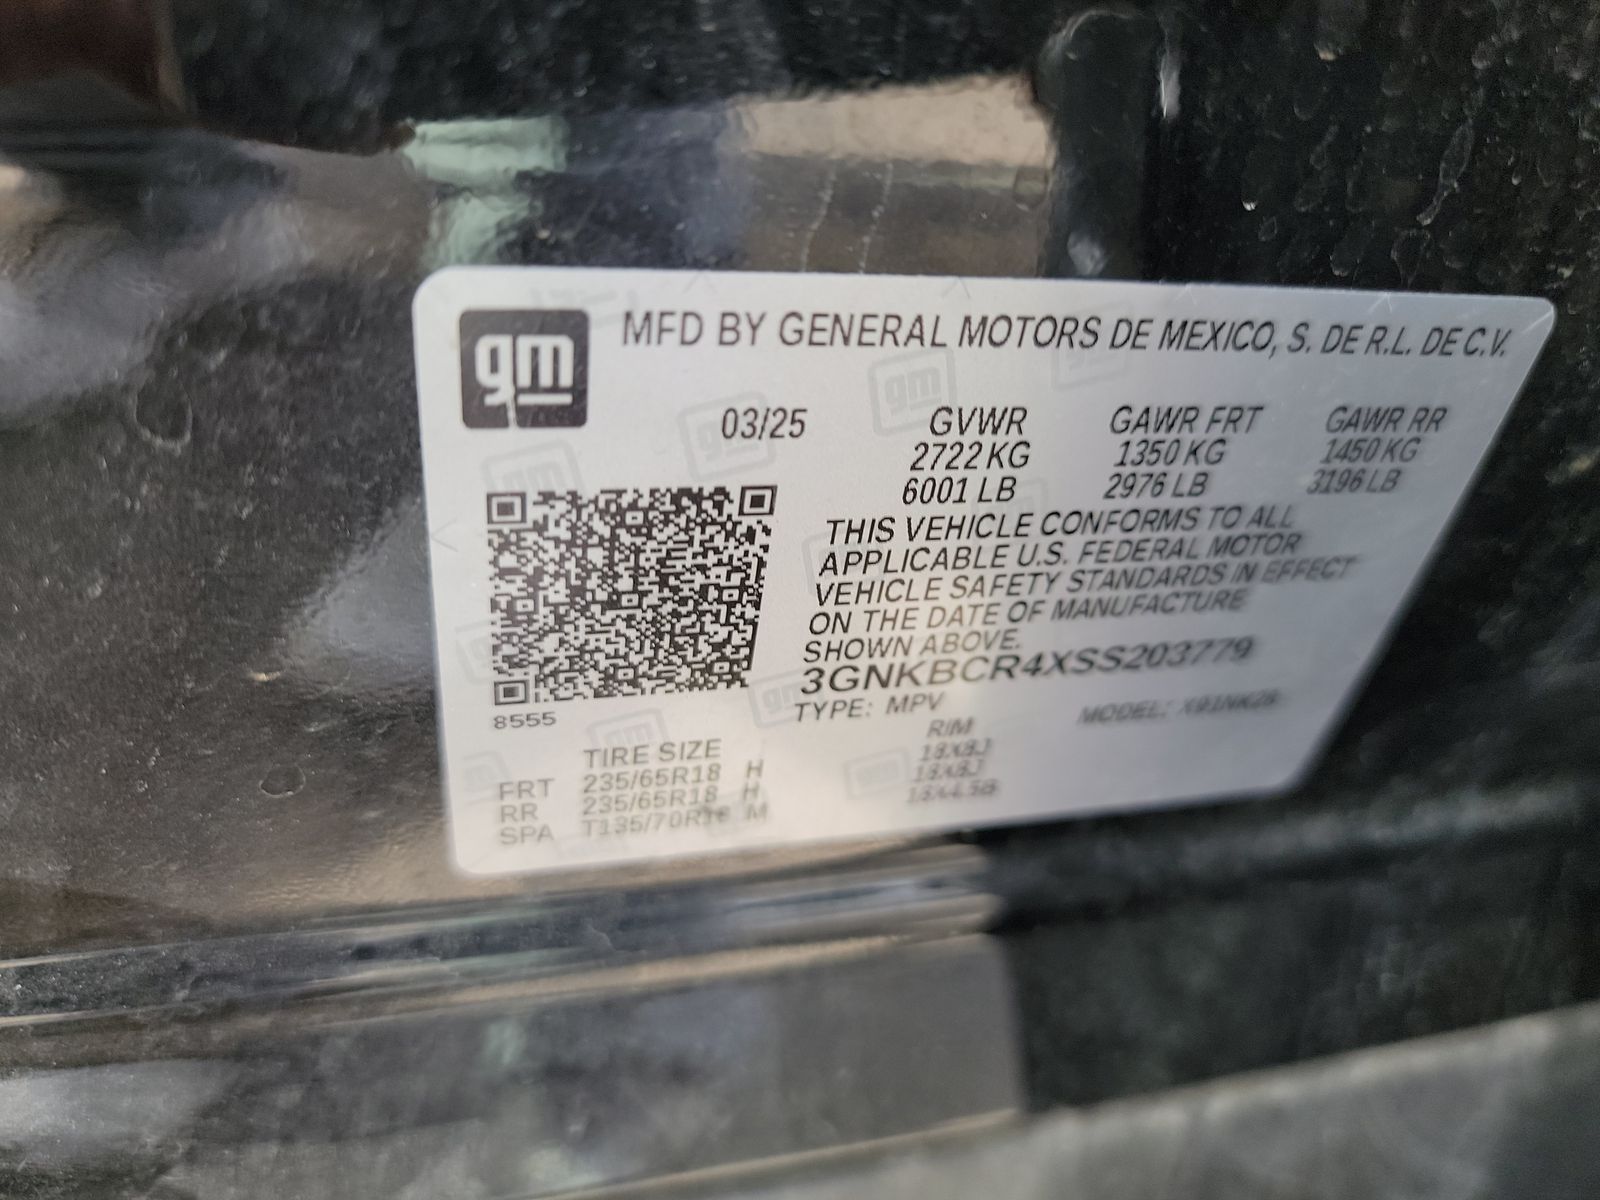 gm
MFD BY GENERAL MOTORS DE MEXICO, S. DE R.L. DE C.V.
03/25 GVWR GAWR FRT GAWR RR
2722 KG 1350 KG 1450 KG
6001 LB 2976 LB 3196 LB
THIS VEHICLE CONFORMS TO ALL
APPLICABLE U.S. FEDERAL MOTOR
VEHICLE SAFETY STANDARDS IN EFFECT
ON THE DATE OF MANUFACTURE
SHOWN ABOVE.
3GNKBCR4XSS203779
8555
TYPE: MPV MODEL:
TIRE SIZE RIM
FRT 235/65R18 H 18X8J
RR 235/65R18 H 18X8J
SPA M